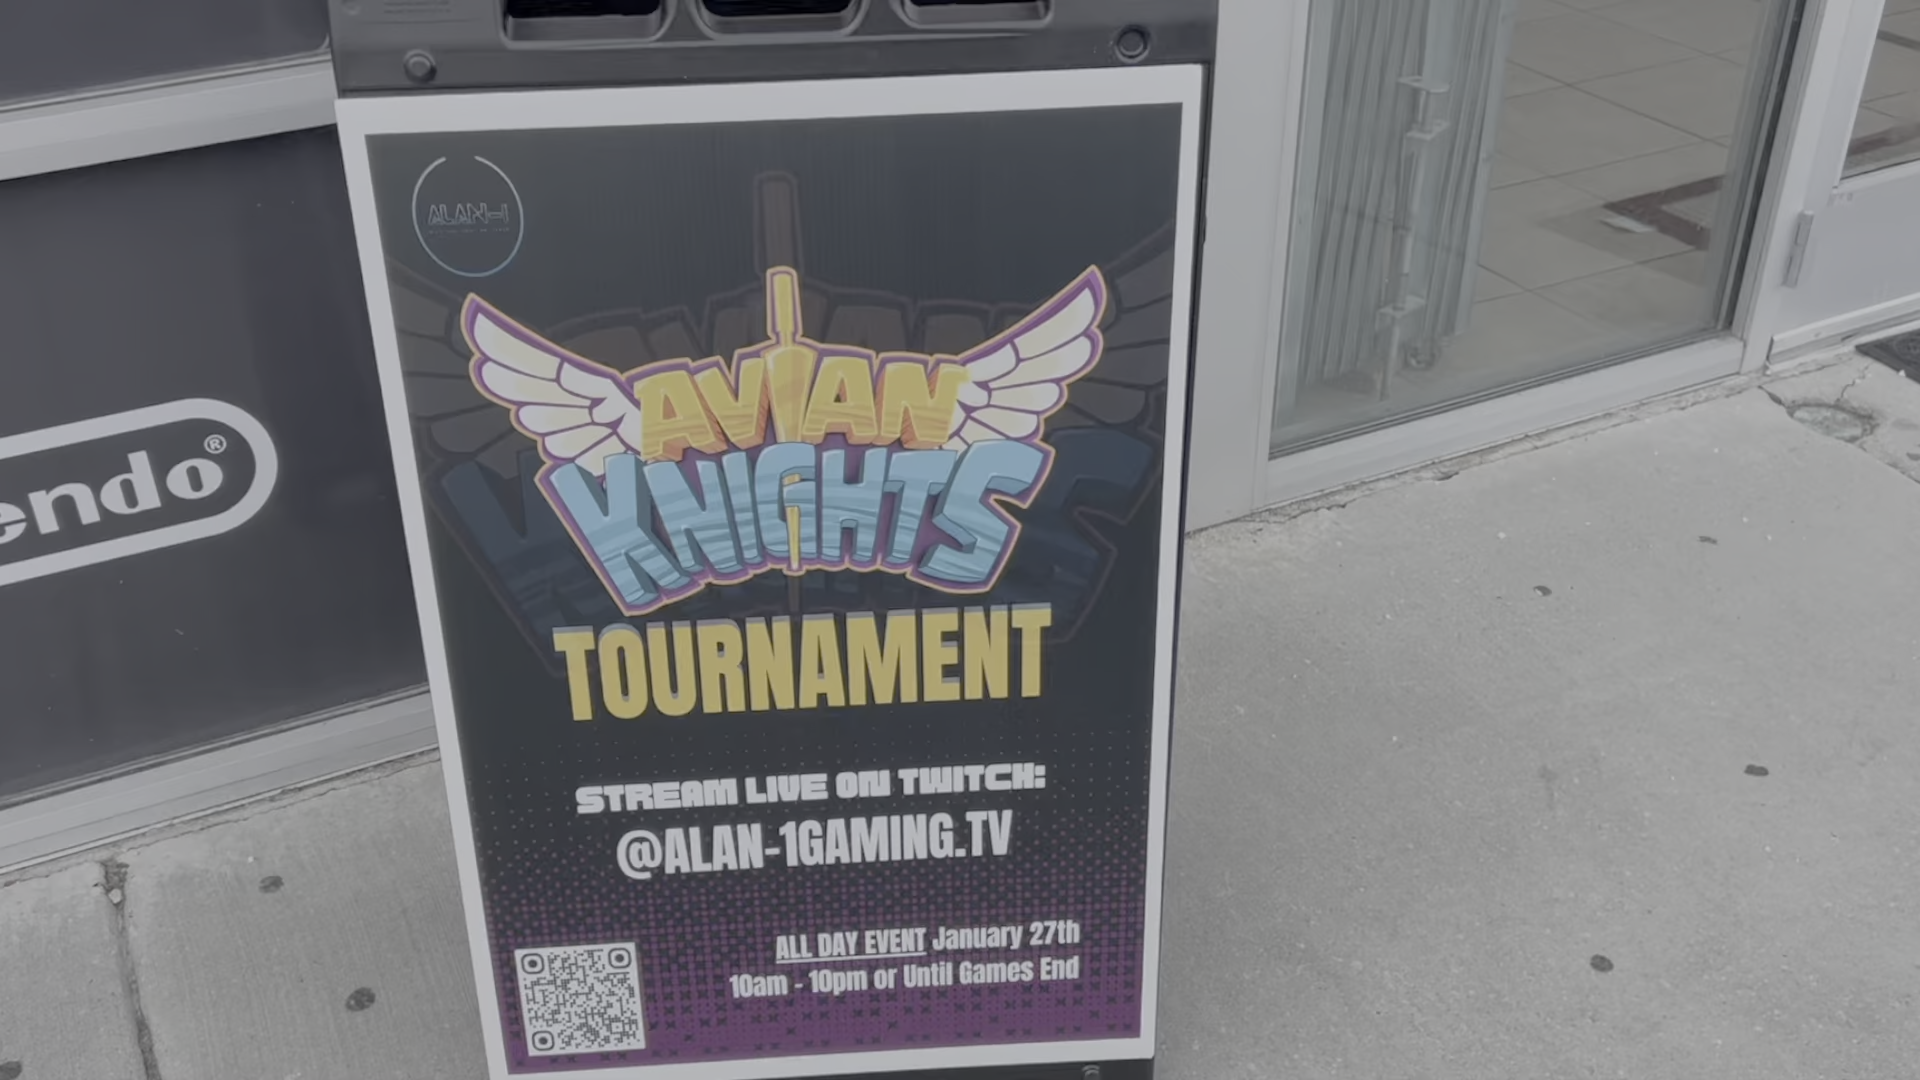 ALAN-1
AVIAN
KNIGHTS
TOURNAMENT
STREAM LIVE ON TWITCH:
@ALAN-1GAMING.TV
ALL DAY EVENT January 27th
10am - 10pm or Until Games End
endo®